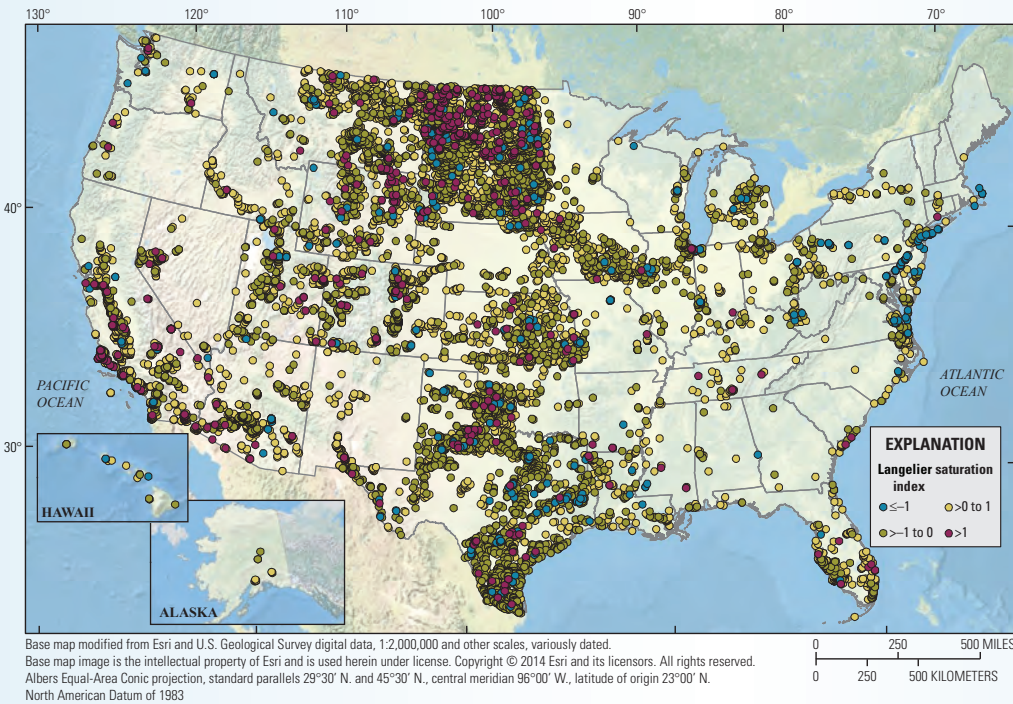 130° 120° 110° 100° 90° 80° 70°
40°
30°
PACIFIC
OCEAN
ATLANTIC
OCEAN
HAWAII
ALASKA
EXPLANATION
Langelier saturation
index
≤–1 >0 to 1
>–1 to 0 >1
Base map modified from Esri and U.S. Geological Survey digital data, 1:2,000,000 and other scales, variously dated.
Base map image is the intellectual property of Esri and is used herein under license. Copyright © 2014 Esri and its licensors. All rights reserved.
Albers Equal-Area Conic projection, standard parallels 29°30′ N. and 45°30′ N., central meridian 96°00′ W., latitude of origin 23°00′ N.
North American Datum of 1983
0 250 500 MILES
0 250 500 KILOMETERS